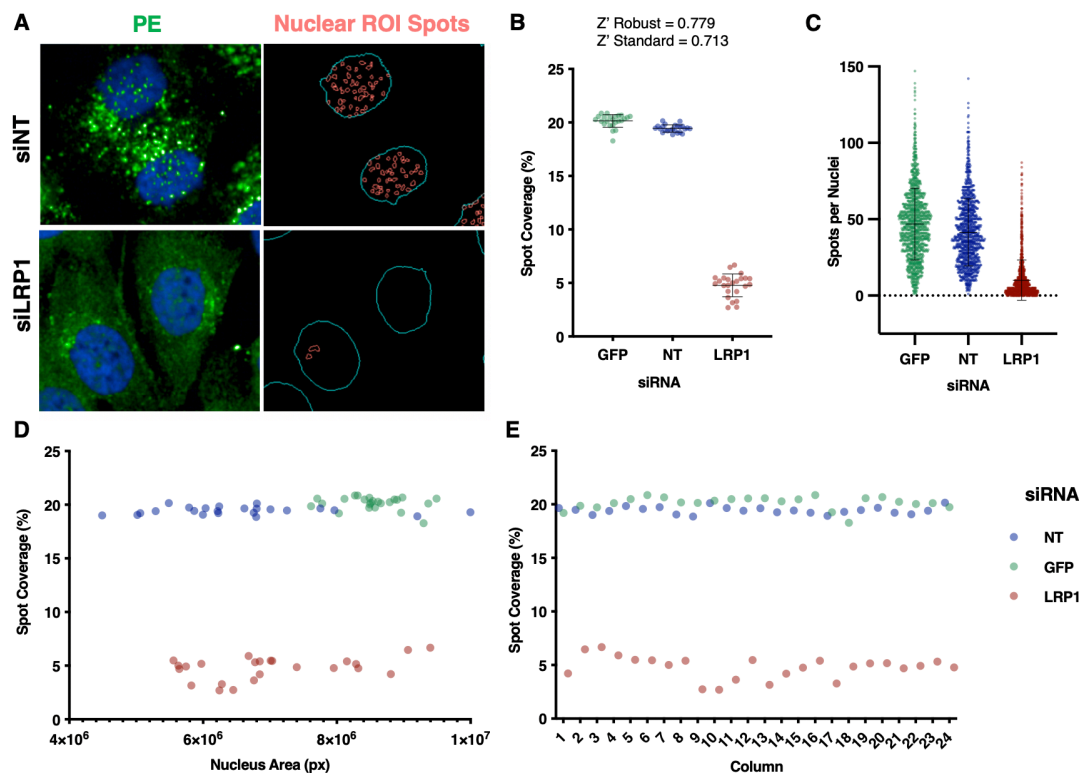 A
PE
Nuclear ROI Spots
siNT
siLRP1
B
Z' Robust = 0.779
Z' Standard = 0.713
Spot Coverage (%)
25
20
15
10
5
0
GFP NT LRP1
siRNA
C
Spots per Nuclei
150
100
50
0
GFP NT LRP1
siRNA
D
Spot Coverage (%)
25
20
15
10
5
0
4×10⁶ 6×10⁶ 8×10⁶ 1×10⁷
Nucleus Area (px)
E
Spot Coverage (%)
25
20
15
10
5
0
1 2 3 4 5 6 7 8 9 10 11 12 13 14 15 16 17 18 19 20 21 22 23 24
Column
siRNA
NT
GFP
LRP1